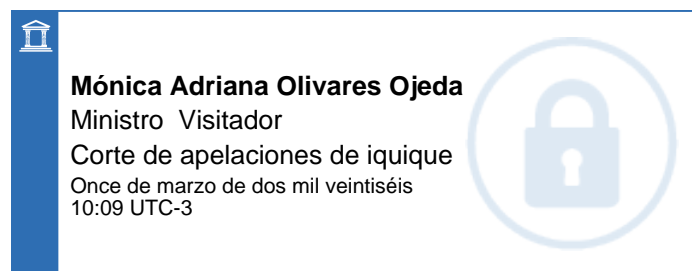 Mónica Adriana Olivares Ojeda
Ministro Visitador
Corte de apelaciones de iquique
Once de marzo de dos mil veintiséis
10:09 UTC-3